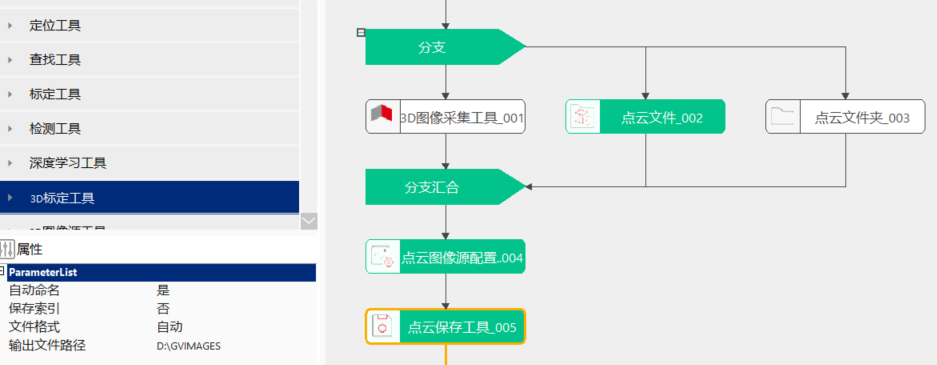 定位工具
查找工具
标定工具
检测工具
深度学习工具
3D标定工具
属性
ParameterList
自动命名 是
保存索引 否
文件格式 自动
输出文件路径 D:\GVIMAGES
分支
3D图像采集工具_001
点云文件_002
点云文件夹_003
分支汇合
点云图像源配置..004
点云保存工具_005